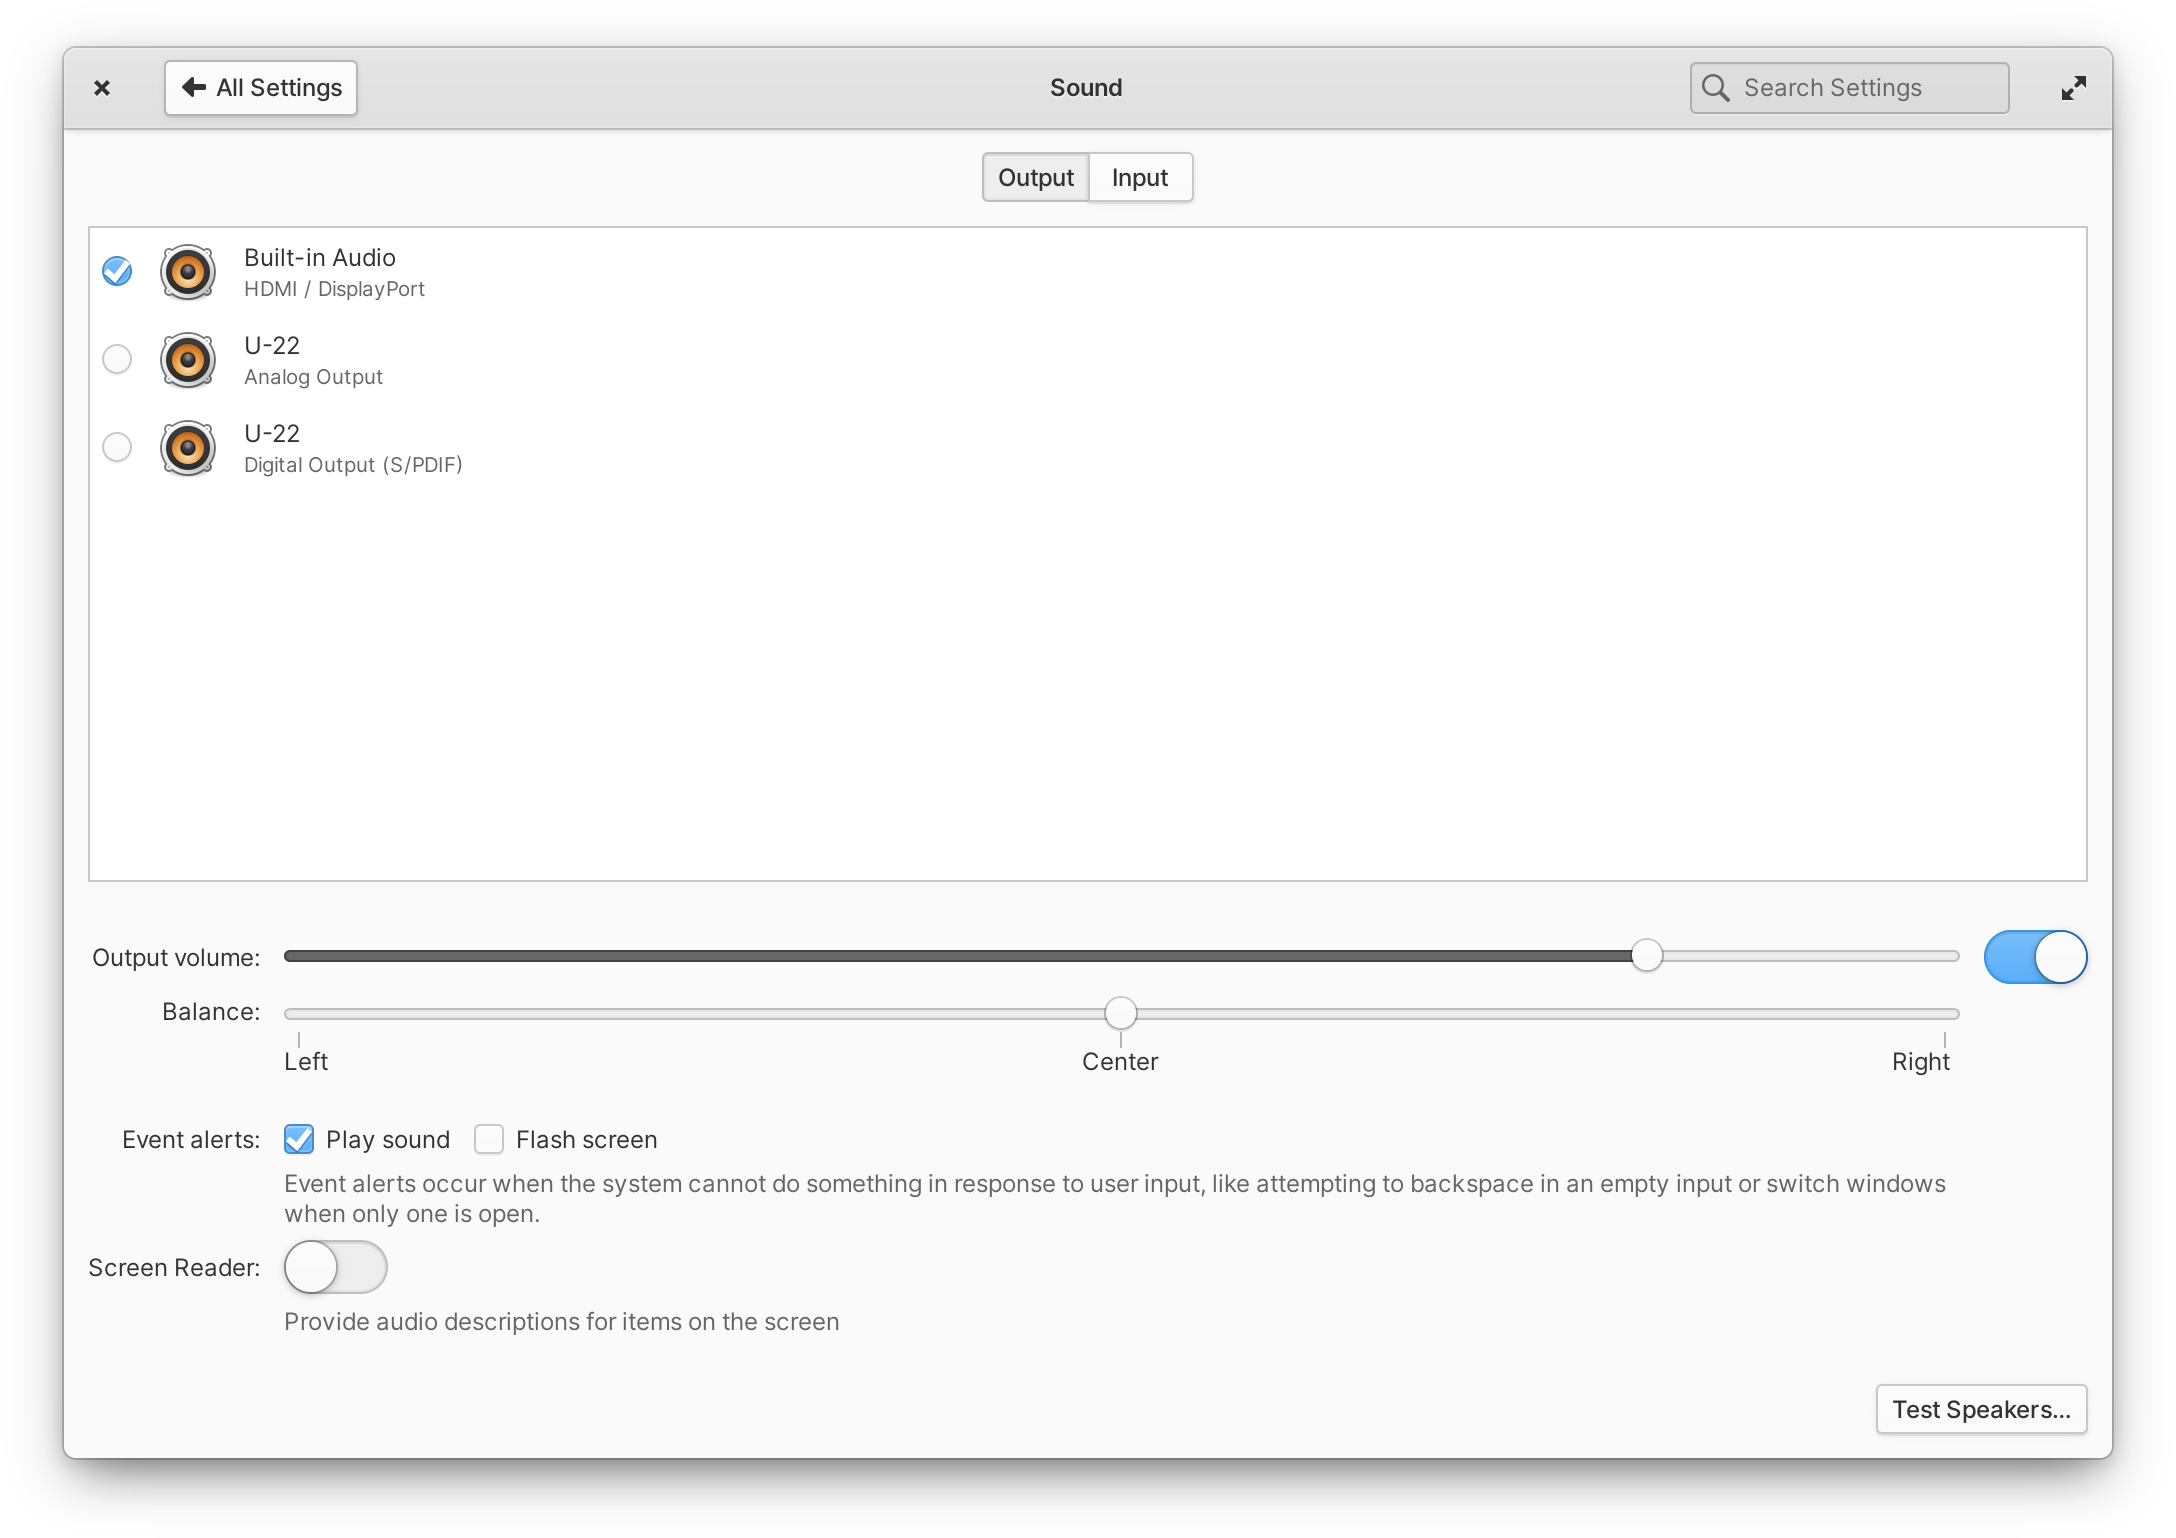 All Settings
Sound
Search Settings
Output
Input
Built-in Audio
HDMI / DisplayPort
U-22
Analog Output
U-22
Digital Output (S/PDIF)
Output volume:
Balance:
Left
Center
Right
Event alerts:
Play sound
Flash screen
Event alerts occur when the system cannot do something in response to user input, like attempting to backspace in an empty input or switch windows
when only one is open.
Screen Reader:
Provide audio descriptions for items on the screen
Test Speakers...